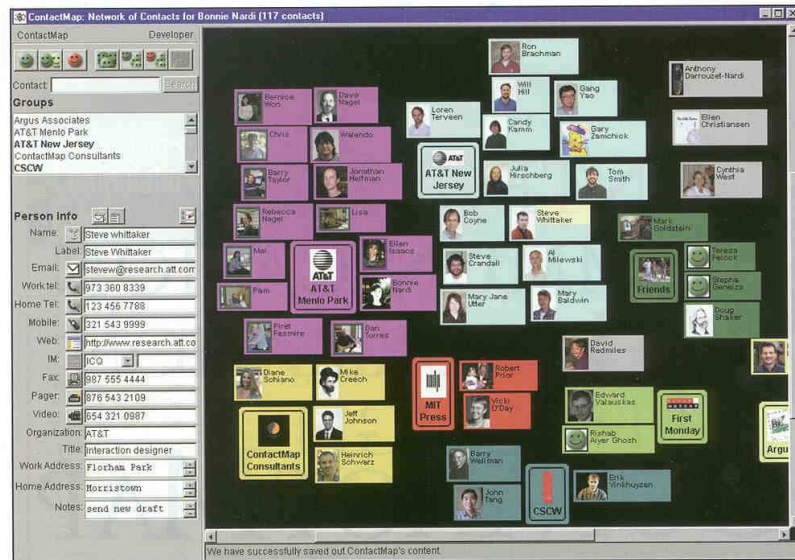 ContactMap: Network of Contacts for Bonnie Nardi (117 contacts)
ContactMap Developer
Contact: Search
Groups
Argus Associates
AT&T Menlo Park
AT&T New Jersey
ContactMap Consultants
CSCW
Person Info
Name: Steve whittaker
Label: Steve Whittaker
Email: stevew@research.att.com
Worktel: 973 360 8339
Home Tel: 123 456 7788
Mobile: 321 543 9999
Web: http://www.research.att.co
IM: ICQ
Fax: 987 555 4444
Pager: 876 543 2109
Video: 654 321 0987
Organization: AT&T
Title: interaction designer
Work Address: Florham Park
Home Address: Morristown
Notes: send new draft
Ron
Brachman
Will
Hill
Gang
Yao
Anthony
Darrouzet-Nardi
Bernice
Won
Dave
Nagel
Loren
Terveen
Candy
Kamm
Gary
Zamchick
Ellen
Christiansen
Chris
Walendo
AT&T
AT&T New
Jersey
Julia
Hirschberg
Tom
Smith
Cynthia
West
Barry
Taylor
Jonathan
Helfman
Rebecca
Nagel
Lisa
Bob
Coyne
Steve
Whittaker
Mark
Goldstein
Mel
AT&T
AT&T
Menlo Park
Ellen
Isaacs
Steve
Crandall
Al
Milewski
Friends
Teresa
Pam
Bonnie
Nardi
Mary Jane
Utter
Mary
Baldwin
Stepha
Doug
Shaker
Dan
Torres
David
Redmiles
Diane
Schiano
Mike
Creech
MIT
Press
Robert
Prior
Edward
Valauskas
First
Monday
Jeff
Johnson
Vicki
O'Day
Rishab
Aiyer Ghosh
Argu
ContactMap
Consultants
Heinrich
Schwarz
Barry
Wellman
CSCW
Erik
Vinkhuyzen
John
Tang
We have successfully saved out ContactMap's content.